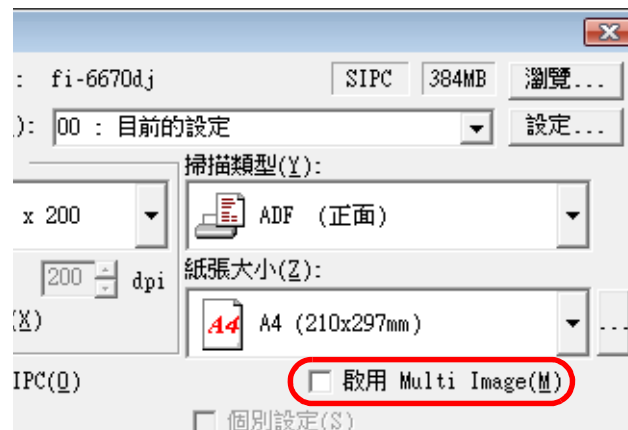 : fi-6670dj SIPC 384MB 瀏覽...
): 00 : 目前的設定 設定...
掃描類型(Y):
x 200 ADF (正面)
200 dpi 紙張大小(Z):
(X) A4 A4 (210x297mm) ...
IPC(O) 啟用 Multi Image(M)
個別設定(S)